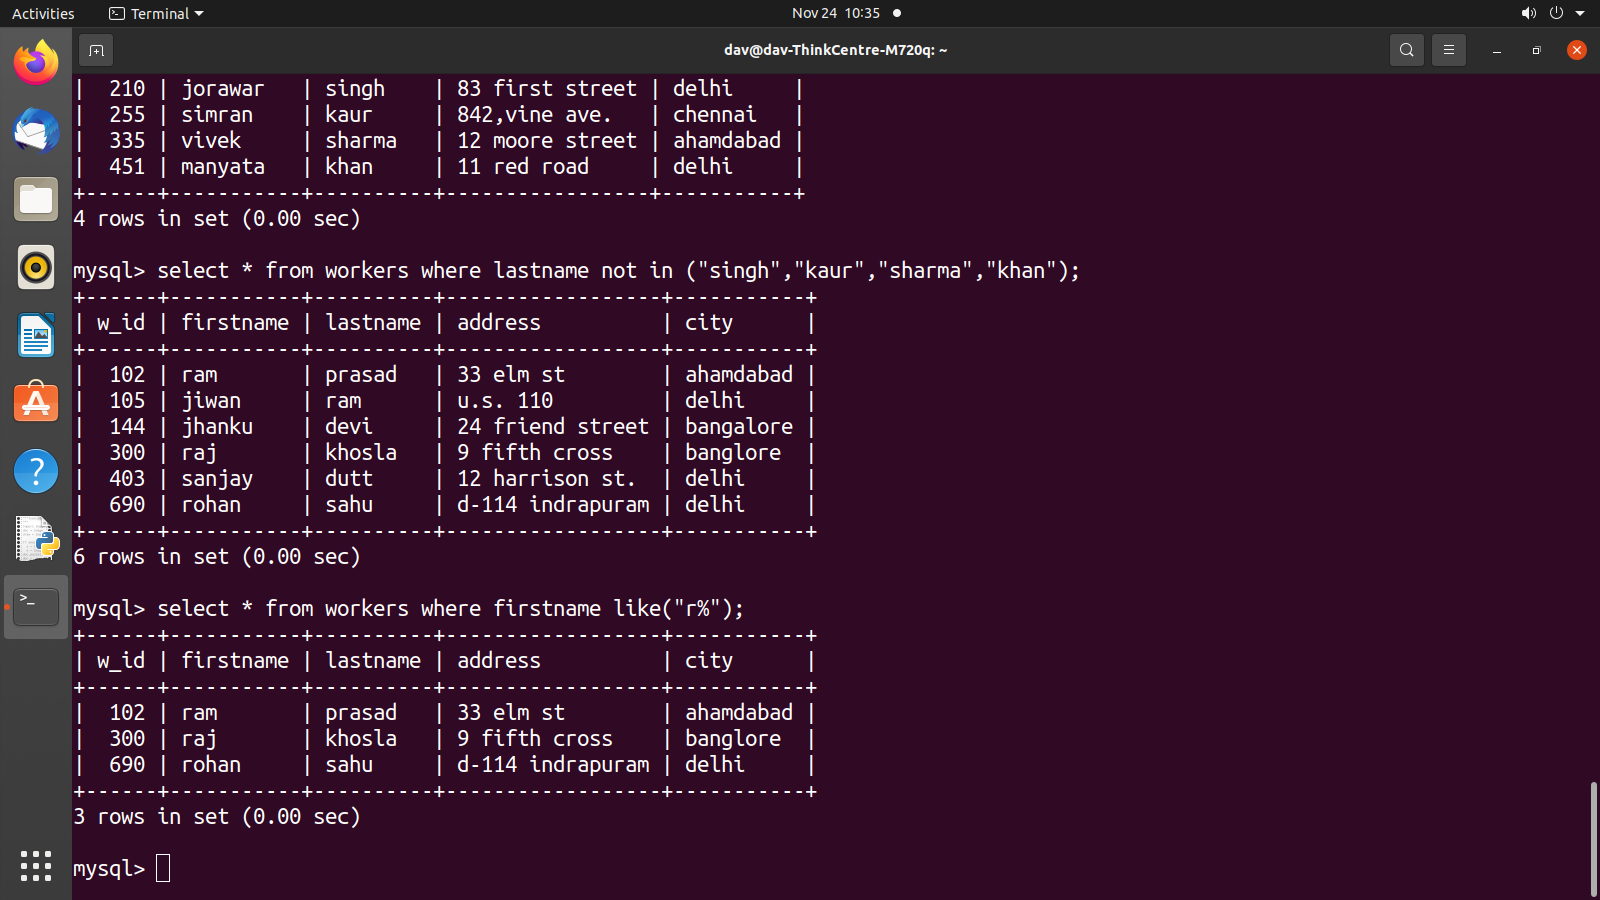 Activities Terminal Nov 24 10:35
dav@dav-ThinkCentre-M720q: ~
|  210 | jorawar   | singh    | 83 first street | delhi     |
|  255 | simran    | kaur     | 842,vine ave.   | chennai   |
|  335 | vivek     | sharma   | 12 moore street | ahamdabad |
|  451 | manyata   | khan     | 11 red road     | delhi     |
+------+-----------+----------+-----------------+-----------+
4 rows in set (0.00 sec)
mysql> select * from workers where lastname not in ("singh","kaur","sharma","khan");
+------+-----------+----------+------------------+-----------+
| w_id | firstname | lastname | address          | city      |
+------+-----------+----------+------------------+-----------+
|  102 | ram       | prasad   | 33 elm st        | ahamdabad |
|  105 | jiwan     | ram      | u.s. 110         | delhi     |
|  144 | jhanku    | devi     | 24 friend street | bangalore |
|  300 | raj       | khosla   | 9 fifth cross    | banglore  |
|  403 | sanjay    | dutt     | 12 harrison st.  | delhi     |
|  690 | rohan     | sahu     | d-114 indrapuram | delhi     |
+------+-----------+----------+------------------+-----------+
6 rows in set (0.00 sec)
mysql> select * from workers where firstname like("r%");
+------+-----------+----------+------------------+-----------+
| w_id | firstname | lastname | address          | city      |
+------+-----------+----------+------------------+-----------+
|  102 | ram       | prasad   | 33 elm st        | ahamdabad |
|  300 | raj       | khosla   | 9 fifth cross    | banglore  |
|  690 | rohan     | sahu     | d-114 indrapuram | delhi     |
+------+-----------+----------+------------------+-----------+
3 rows in set (0.00 sec)
mysql>